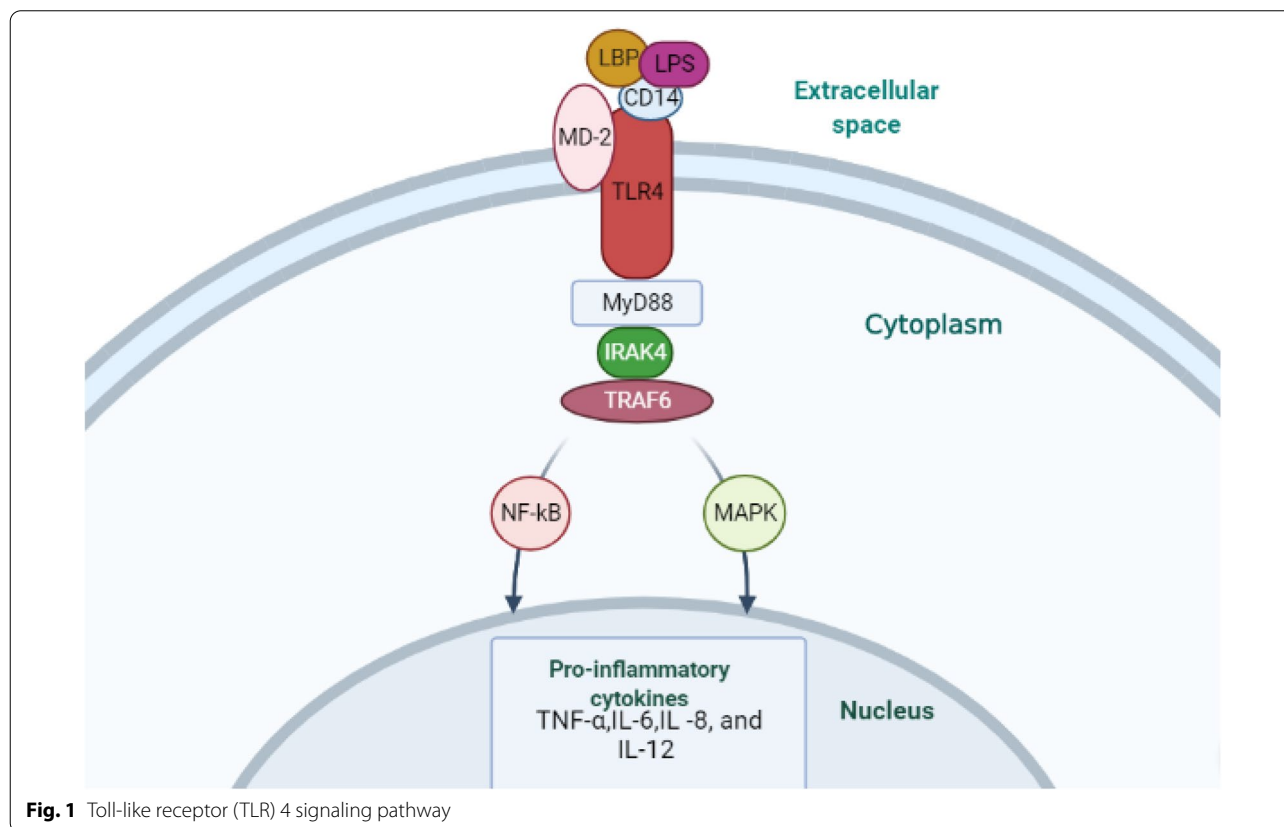 LBP
LPS
CD14
MD-2
TLR4
Extracellular
space
MyD88
Cytoplasm
IRAK4
TRAF6
NF-kB
MAPK
Pro-inflammatory
cytokines
TNF-α,IL-6,IL -8, and
IL-12
Nucleus
Fig. 1 Toll-like receptor (TLR) 4 signaling pathway